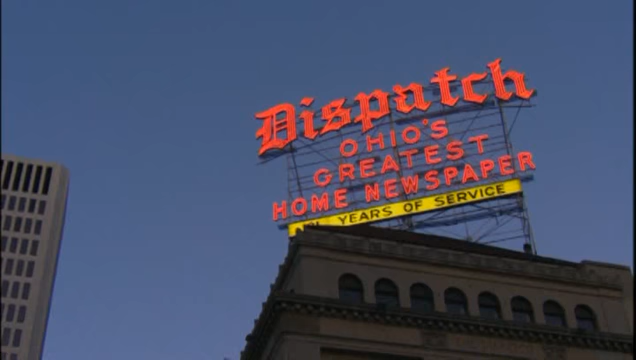 Dispatch
OHIO'S
GREATEST
HOME NEWSPAPER
YEARS OF SERVICE